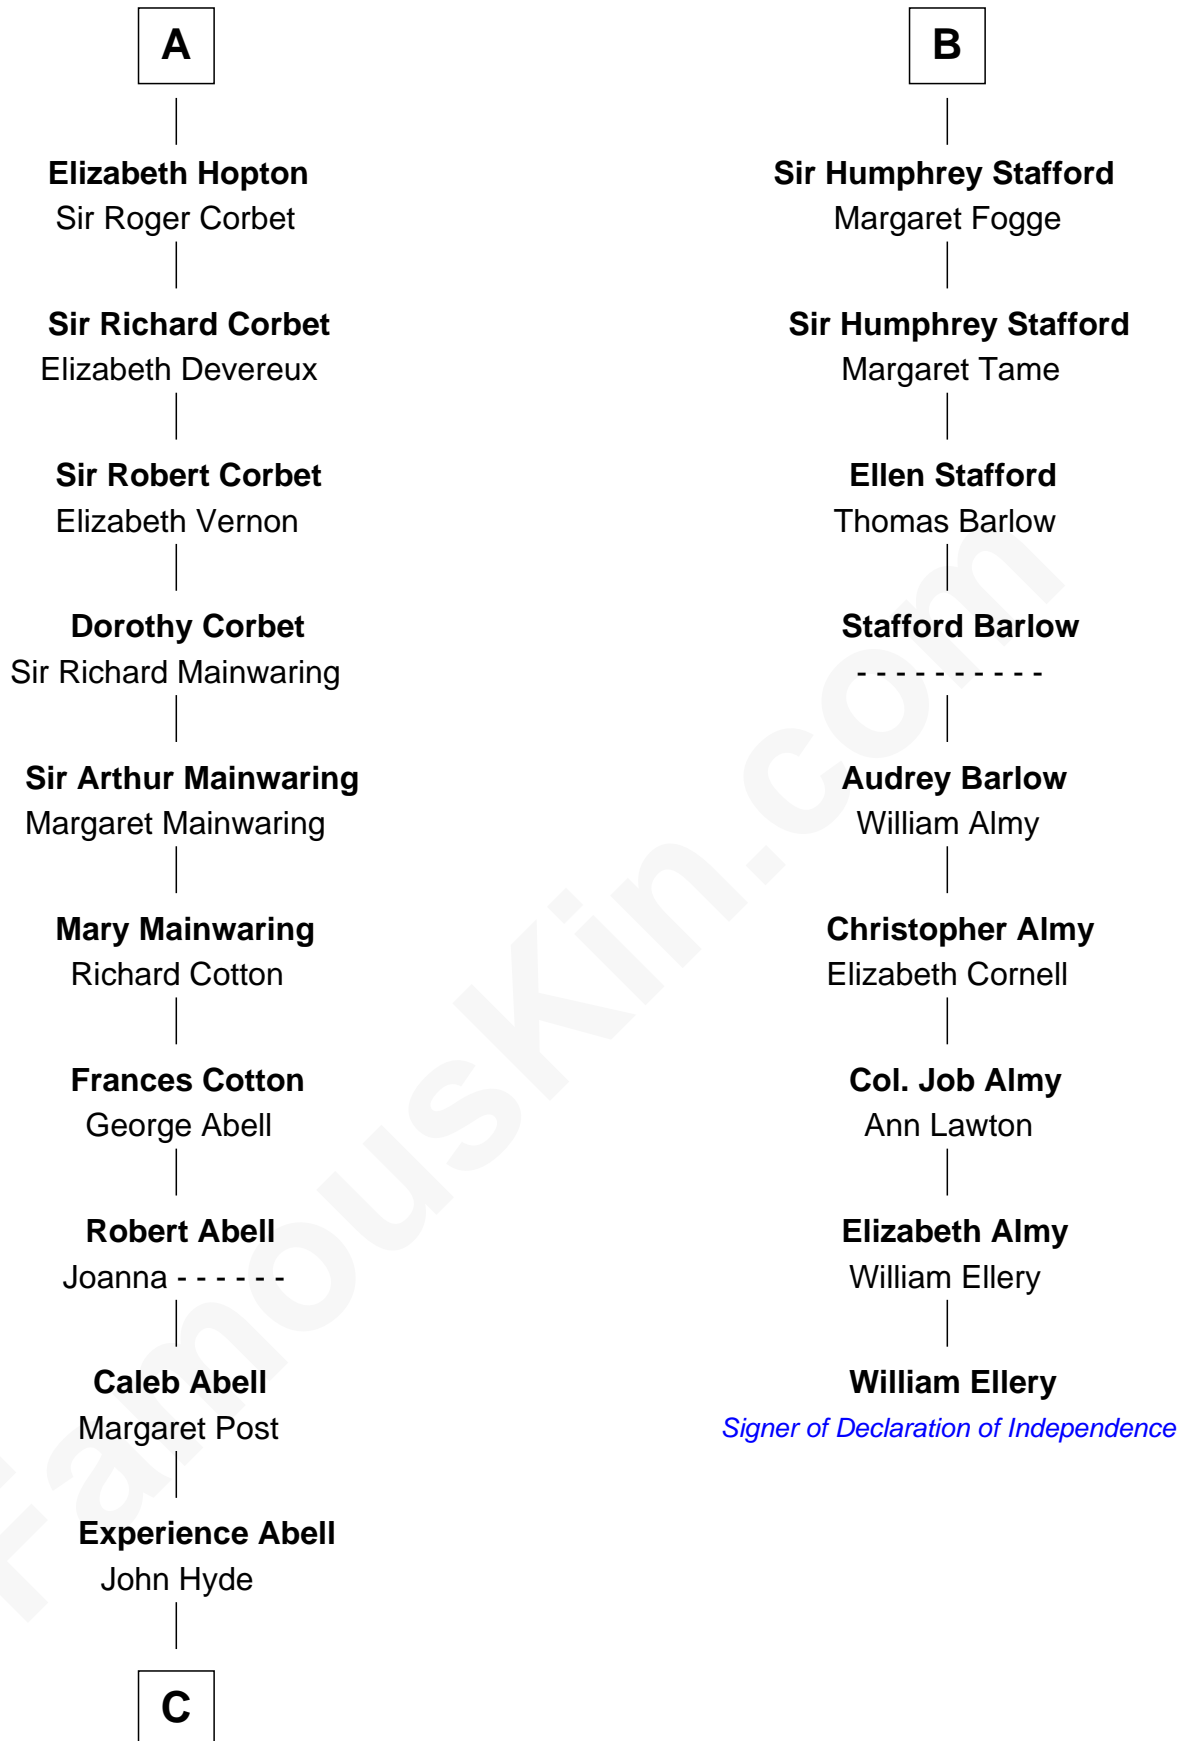 A
Elizabeth Hopton
Sir Roger Corbet
Sir Richard Corbet
Elizabeth Devereux
Sir Robert Corbet
Elizabeth Vernon
Dorothy Corbet
Sir Richard Mainwaring
Sir Arthur Mainwaring
Margaret Mainwaring
Mary Mainwaring
Richard Cotton
Frances Cotton
George Abell
Robert Abell
Joanna - - - - - -
Caleb Abell
Margaret Post
Experience Abell
John Hyde
C
B
Sir Humphrey Stafford
Margaret Fogge
Sir Humphrey Stafford
Margaret Tame
Ellen Stafford
Thomas Barlow
Stafford Barlow
- - - - - - - - - -
Audrey Barlow
William Almy
Christopher Almy
Elizabeth Cornell
Col. Job Almy
Ann Lawton
Elizabeth Almy
William Ellery
William Ellery
Signer of Declaration of Independence
FamousKin.com